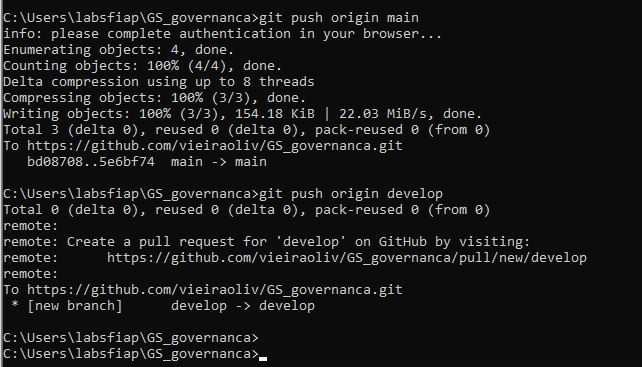 C:\Users\labsfiap\GS_governanca>git push origin main
info: please complete authentication in your browser...
Enumerating objects: 4, done.
Counting objects: 100% (4/4), done.
Delta compression using up to 8 threads
Compressing objects: 100% (3/3), done.
Writing objects: 100% (3/3), 154.18 KiB | 22.03 MiB/s, done.
Total 3 (delta 0), reused 0 (delta 0), pack-reused 0 (from 0)
To https://github.com/vieiraoliv/GS_governanca.git
   bd08708..5e6bf74  main -> main

C:\Users\labsfiap\GS_governanca>git push origin develop
Total 0 (delta 0), reused 0 (delta 0), pack-reused 0 (from 0)
remote:
remote: Create a pull request for 'develop' on GitHub by visiting:
remote:      https://github.com/vieiraoliv/GS_governanca/pull/new/develop
remote:
To https://github.com/vieiraoliv/GS_governanca.git
 * [new branch]      develop -> develop

C:\Users\labsfiap\GS_governanca>
C:\Users\labsfiap\GS_governanca>